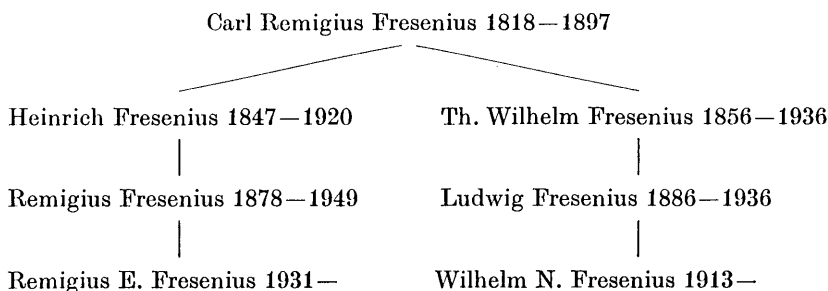 Carl Remigius Fresenius 1818—1897
Heinrich Fresenius 1847—1920 Th. Wilhelm Fresenius 1856—1936
Remigius Fresenius 1878—1949 Ludwig Fresenius 1886—1936
Remigius E. Fresenius 1931— Wilhelm N. Fresenius 1913—